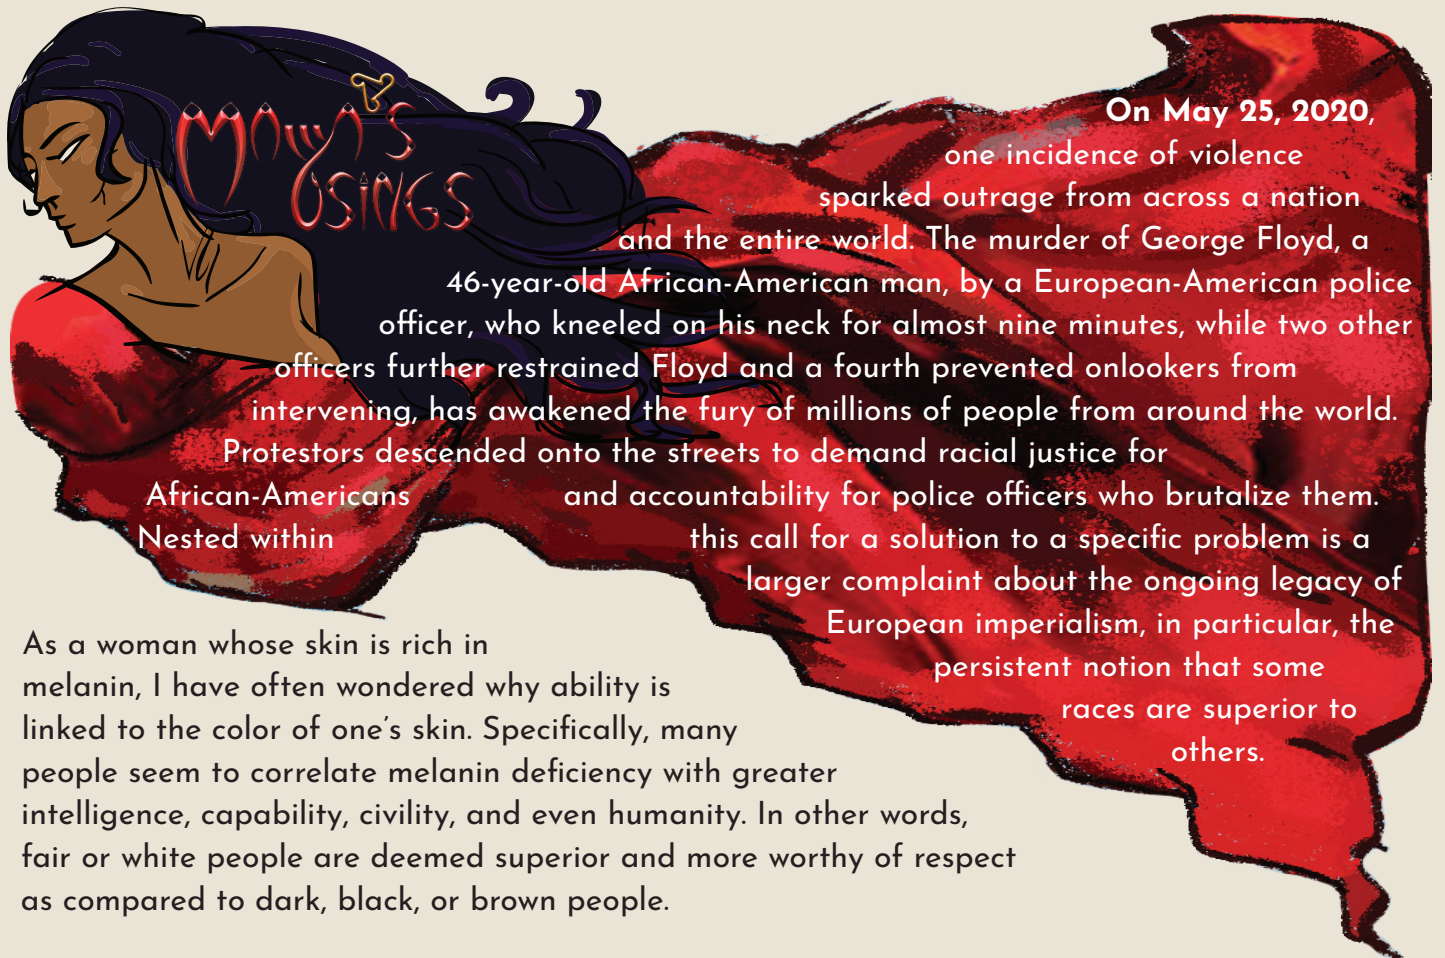 MAYA'S
MUSINGS
On May 25, 2020,
one incidence of violence
sparked outrage from across a nation
and the entire world. The murder of George Floyd, a
46-year-old African-American man, by a European-American police
officer, who kneeled on his neck for almost nine minutes, while two other
officers further restrained Floyd and a fourth prevented onlookers from
intervening, has awakened the fury of millions of people from around the world.
Protestors descended onto the streets to demand racial justice for
African-Americans and accountability for police officers who brutalize them.
Nested within this call for a solution to a specific problem is a
larger complaint about the ongoing legacy of
European imperialism, in particular, the
persistent notion that some
races are superior to
others.
As a woman whose skin is rich in
melanin, I have often wondered why ability is
linked to the color of one's skin. Specifically, many
people seem to correlate melanin deficiency with greater
intelligence, capability, civility, and even humanity. In other words,
fair or white people are deemed superior and more worthy of respect
as compared to dark, black, or brown people.